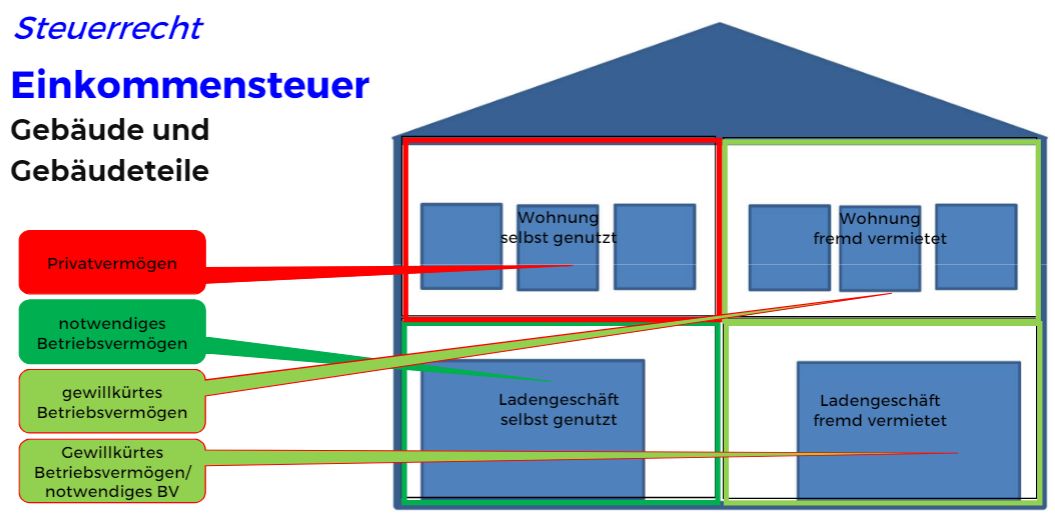 Steuerrecht
Einkommensteuer
Gebäude und
Gebäudeteile
Privatvermögen
notwendiges
Betriebsvermögen
gewillkürtes
Betriebsvermögen
Gewillkürtes
Betriebsvermögen/
notwendiges BV
Wohnung
selbst genutzt
Wohnung
fremd vermietet
Ladengeschäft
selbst genutzt
Ladengeschäft
fremd vermietet